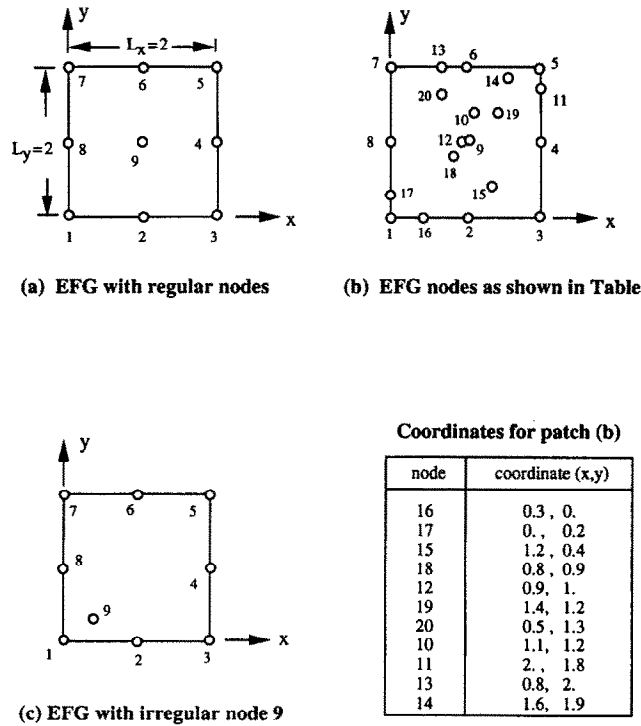 y
Lx=2
7
6
5
Ly=2
8
9
4
1
2
3
x
(a) EFG with regular nodes
y
7
13
6
5
14
11
20
10
19
8
12
9
4
18
17
15
1
16
2
3
x
(b) EFG nodes as shown in Table
y
7
6
5
8
4
9
1
2
3
x
(c) EFG with irregular node 9
Coordinates for patch (b)
node coordinate (x,y)
16 0.3 , 0.
17 0. , 0.2
15 1.2 , 0.4
18 0.8 , 0.9
12 0.9, 1.
19 1.4, 1.2
20 0.5, 1.3
10 1.1, 1.2
11 2. , 1.8
13 0.8, 2.
14 1.6, 1.9